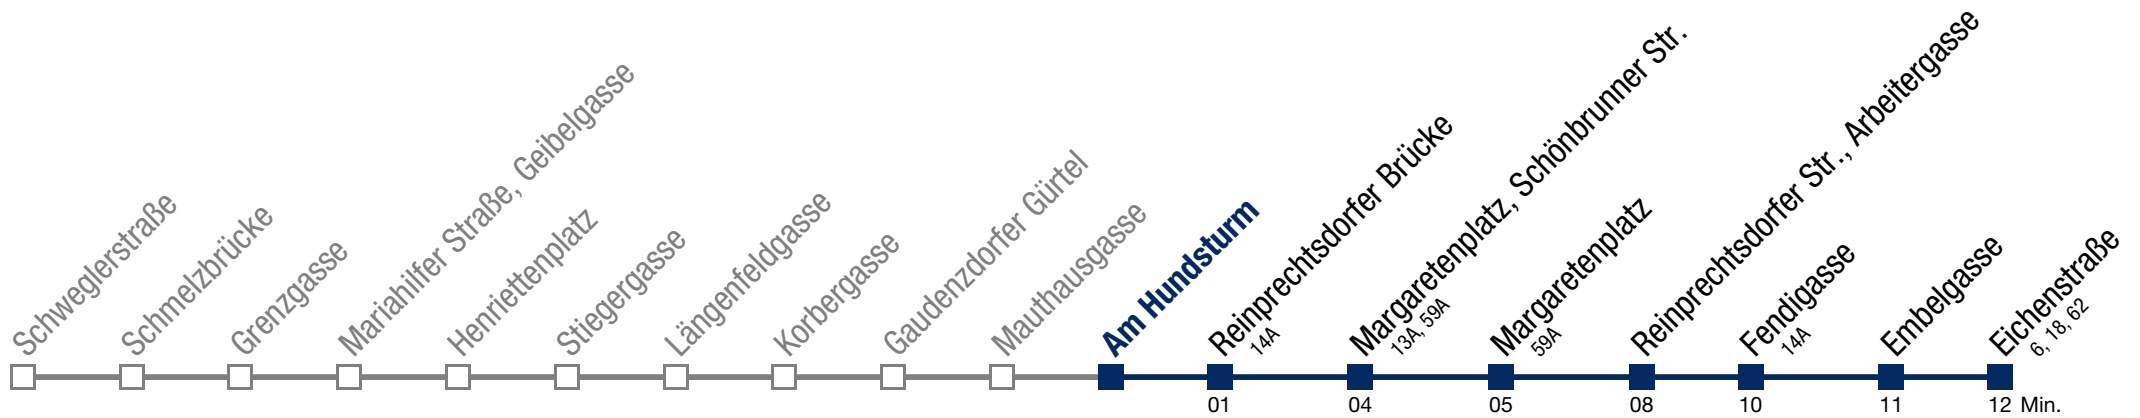 Schweglerstraße
Schmelzbrücke
Grenzgasse
Mariahilfer Straße, Geibelgasse
Henriettenplatz
Stiegergasse
Längenfeldgasse
Korbergasse
Gaudenzdorfer Gürtel
Mauthausgasse
Am Hundsturm
Reinprechtsdorfer Brücke
14A
Margaretenplatz, Schönbrunner Str.
13A, 59A
Margaretenplatz
59A
Reinprechtsdorfer Str., Arbeitergasse
Fendigasse
14A
Embelgasse
Eichenstraße
6, 18, 62
01 04 05 08 10 11 12 Min.